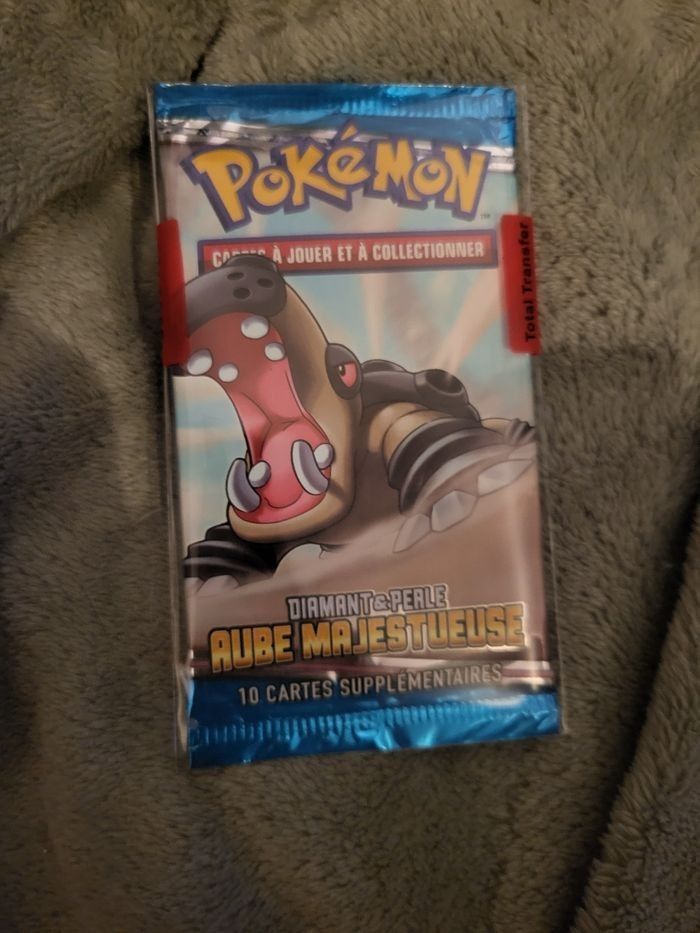 POKÉMON
CARTES À JOUER ET À COLLECTIONNER
Total Transfer
DIAMANT & PERLE
AUBE MAJESTUEUSE
10 CARTES SUPPLÉMENTAIRES